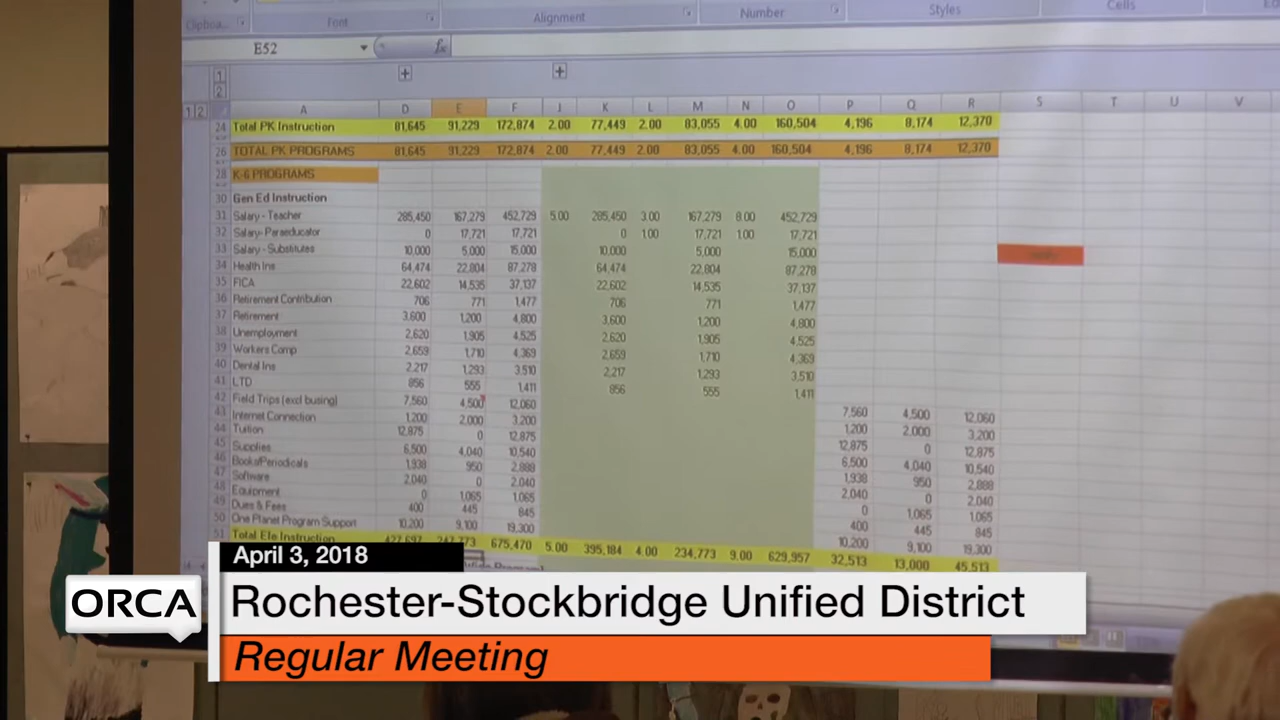 Clipboa... Font Alignment Number Styles Cells
E52 fx
1
2
1 2 A D E F J K L M N O P Q R S T U V
24 Total PK Instruction 81,645 91,229 172,874 2.00 77,449 2.00 83,055 4.00 160,504 4,196 8,174 12,370
26 TOTAL PK PROGRAMS 81,645 91,229 172,874 2.00 77,449 2.00 83,055 4.00 160,504 4,196 8,174 12,370
28 K-6 PROGRAMS
30 Gen Ed Instruction
31 Salary - Teacher 285,450 167,279 452,729 5.00 285,450 3.00 167,279 8.00 452,729
32 Salary - Paraeducator 0 17,721 17,721 0 1.00 17,721 1.00 17,721
33 Salary - Substitutes 10,000 5,000 15,000 10,000 5,000 15,000
34 Health Ins 64,474 22,804 87,278 64,474 22,804 87,278
35 FICA 22,602 14,535 37,137 22,602 14,535 37,137
36 Retirement Contribution 706 771 1,477 706 771 1,477
37 Retirement 3,600 1,200 4,800 3,600 1,200 4,800
38 Unemployment 2,620 1,905 4,525 2,620 1,905 4,525
39 Workers Comp 2,659 1,710 4,369 2,659 1,710 4,369
40 Dental Ins 2,217 1,293 3,510 2,217 1,293 3,510
41 LTD 856 555 1,411 856 555 1,411
42 Field Trips (excl busing) 7,560 4,500 12,060 7,560 4,500 12,060
43 Internet Connection 1,200 2,000 3,200 1,200 2,000 3,200
44 Tuition 12,875 0 12,875 12,875 0 12,875
45 Supplies 6,500 4,040 10,540 6,500 4,040 10,540
46 Books/Periodicals 1,938 950 2,888 1,938 950 2,888
47 Software 2,040 0 2,040 2,040 0 2,040
48 Equipment 0 1,065 1,065 0 1,065 1,065
49 Dues & Fees 400 445 845 400 445 845
50 One Planet Program Support 10,200 9,100 19,300 10,200 9,100 19,300
51 Total Ele Instruction 675,470 5.00 395,184 4.00 234,773 9.00 629,957 32,513 13,000 45,513
April 3, 2018
ORCA Rochester-Stockbridge Unified District
Regular Meeting